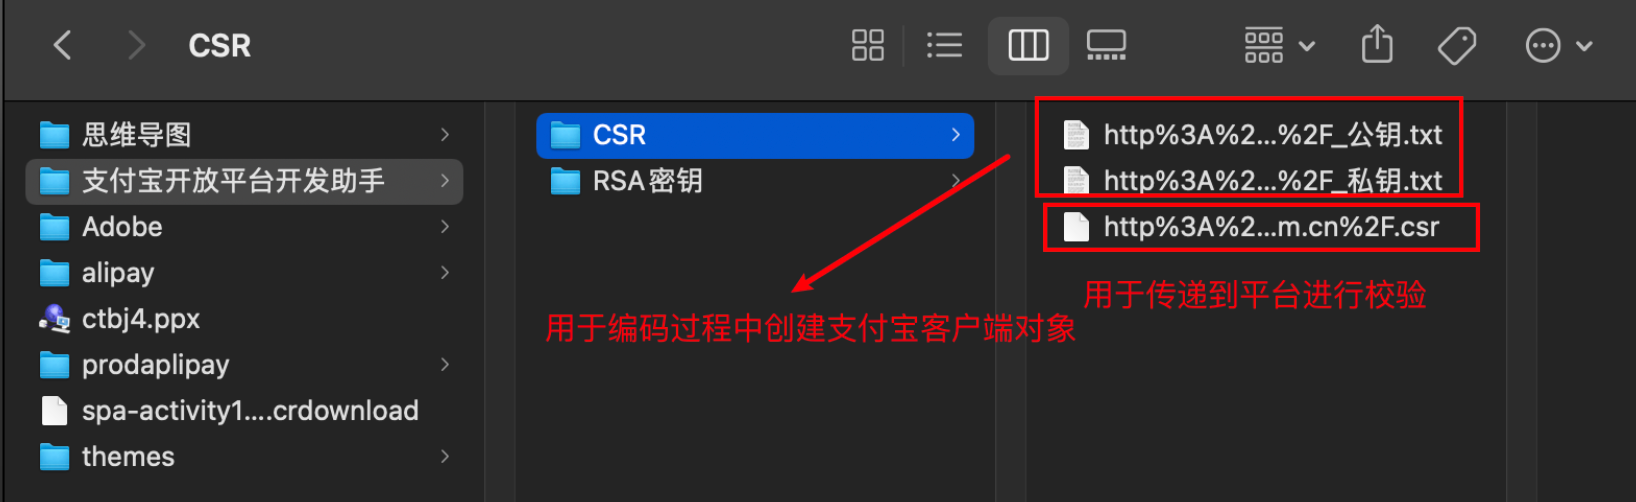 CSR
思维导图
支付宝开放平台开发助手
Adobe
alipay
ctbj4.ppx
prodaplipay
spa-activity1....crdownload
themes
CSR
RSA密钥
http%3A%2...%2F_公钥.txt
http%3A%2...%2F_私钥.txt
http%3A%2...m.cn%2F.csr
用于传递到平台进行校验
用于编码过程中创建支付宝客户端对象